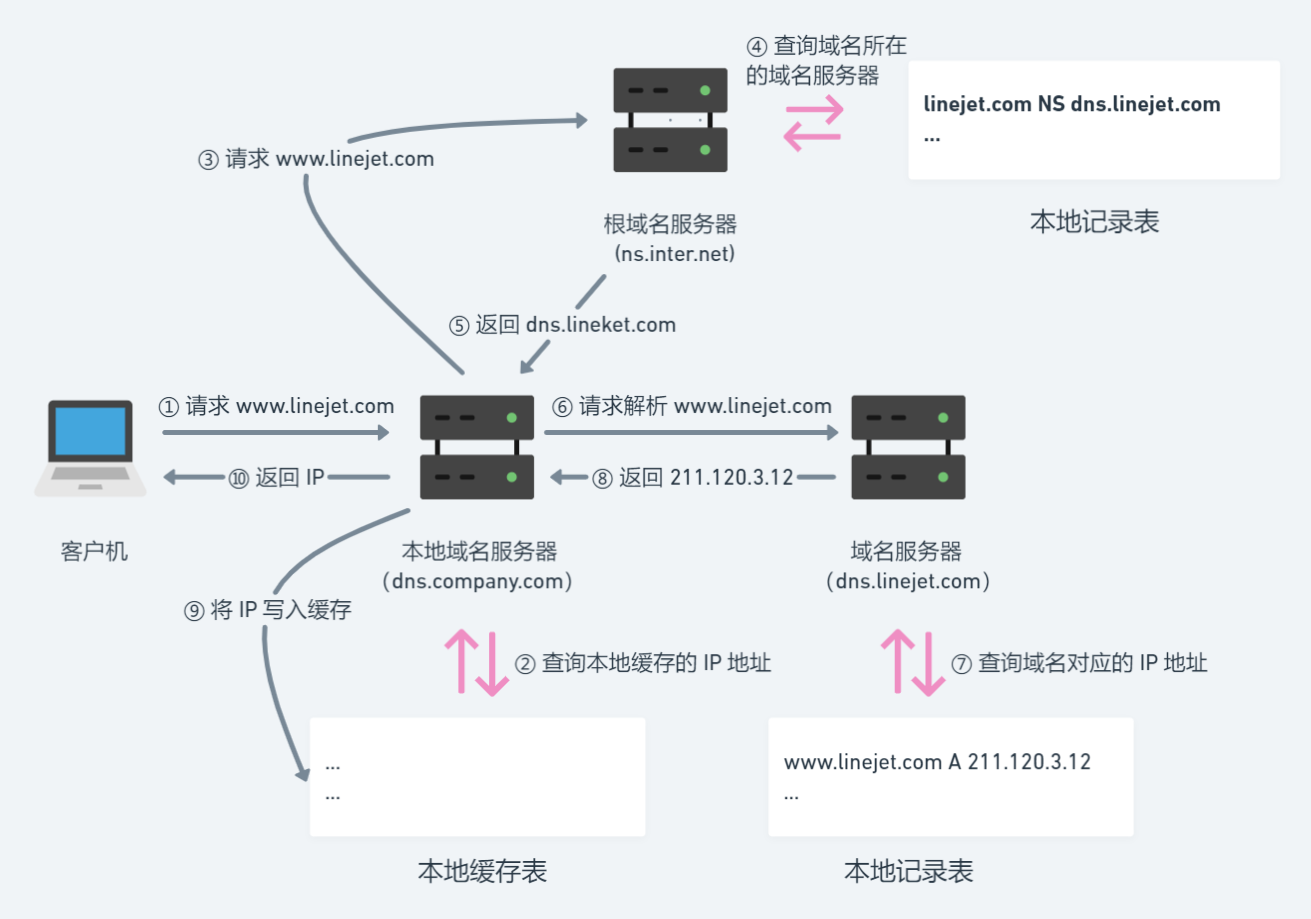 ④ 查询域名所在
的域名服务器
linejet.com NS dns.linejet.com
...
③ 请求 www.linejet.com
根域名服务器
(ns.inter.net)
本地记录表
⑤ 返回 dns.lineket.com
① 请求 www.linejet.com
⑥ 请求解析 www.linejet.com
⑩ 返回 IP
⑧ 返回 211.120.3.12
客户机
本地域名服务器
（dns.company.com）
域名服务器
（dns.linejet.com）
⑨ 将 IP 写入缓存
② 查询本地缓存的 IP 地址
⑦ 查询域名对应的 IP 地址
...
...
www.linejet.com A 211.120.3.12
...
本地缓存表
本地记录表